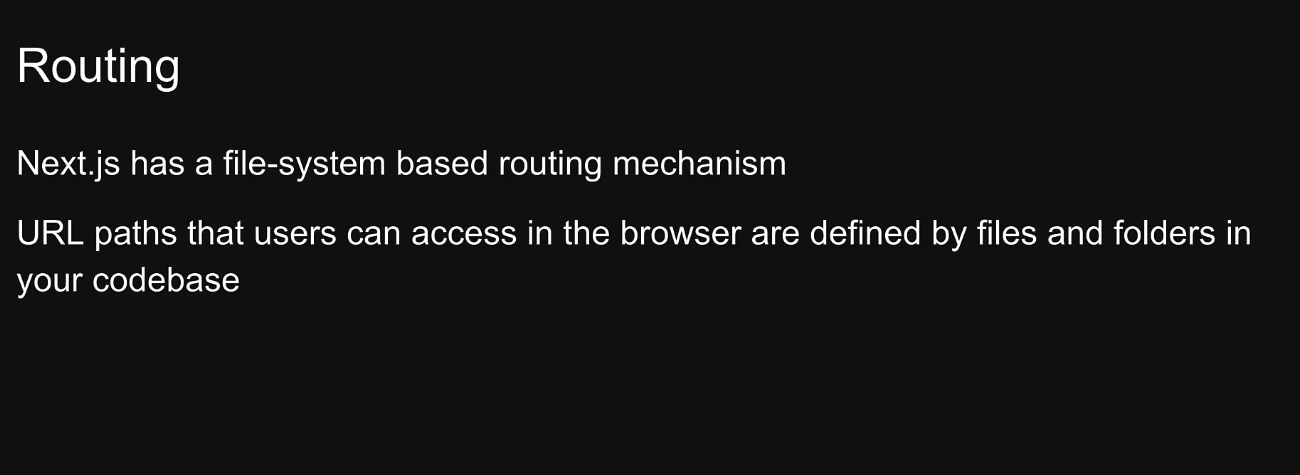 Routing
Next.js has a file-system based routing mechanism
URL paths that users can access in the browser are defined by files and folders in
your codebase